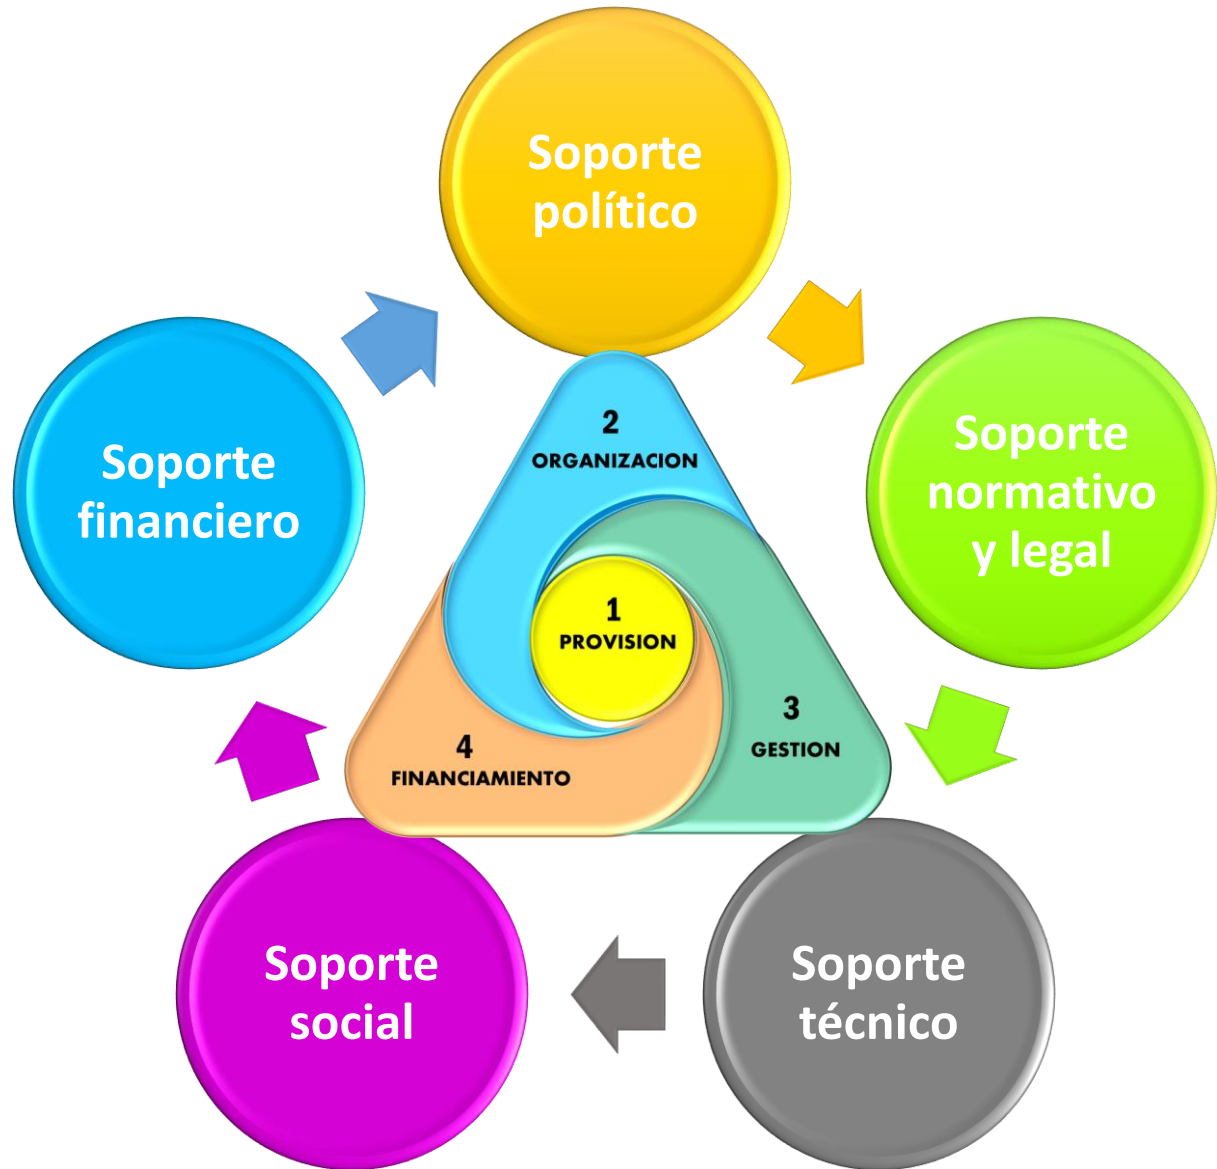 Soporte
político
Soporte
normativo
y legal
Soporte
técnico
Soporte
social
Soporte
financiero
1
PROVISION
2
ORGANIZACION
3
GESTION
4
FINANCIAMIENTO